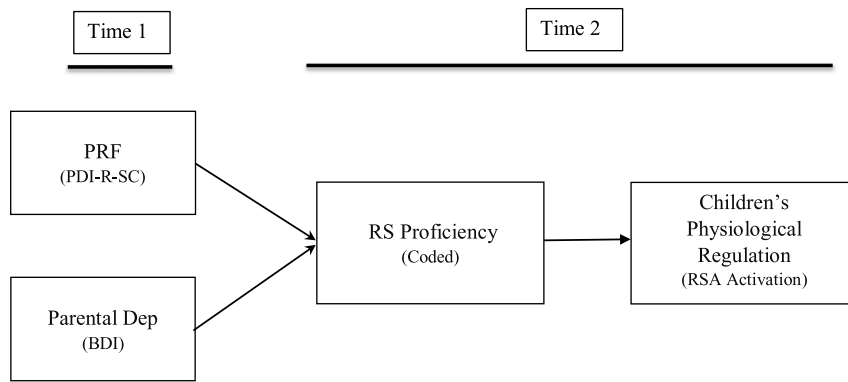 Time 1
Time 2
PRF
(PDI-R-SC)
Parental Dep
(BDI)
RS Proficiency
(Coded)
Children’s
Physiological
Regulation
(RSA Activation)